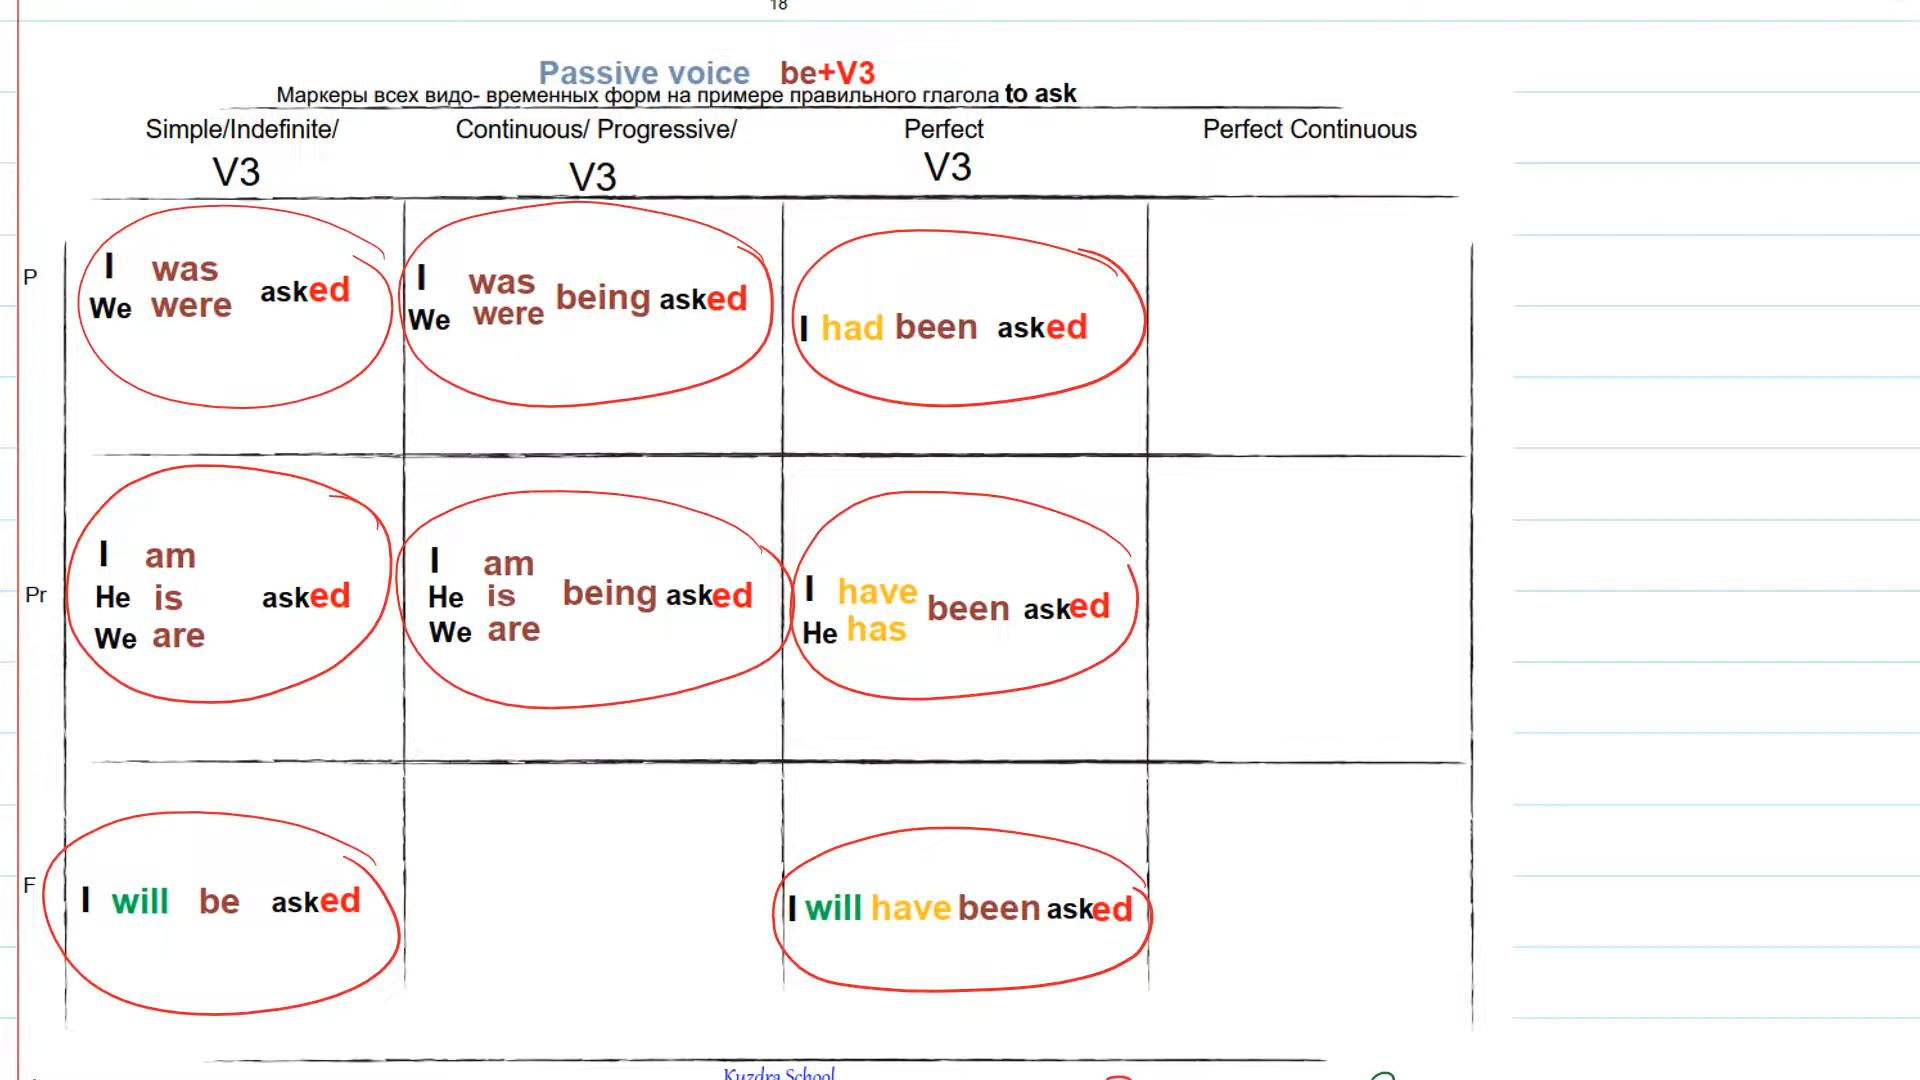 18
Passive voice be+V3
Маркеры всех видо- временных форм на примере правильного глагола to ask
Simple/Indefinite/ Continuous/ Progressive/ Perfect Perfect Continuous
V3 V3 V3
P
I was
We were asked
I was
We were being asked
I had been asked
Pr
I am
He is asked
We are
I am
He is being asked
We are
I have
He has been asked
F
I will be asked
I will have been asked
Kuzdra School